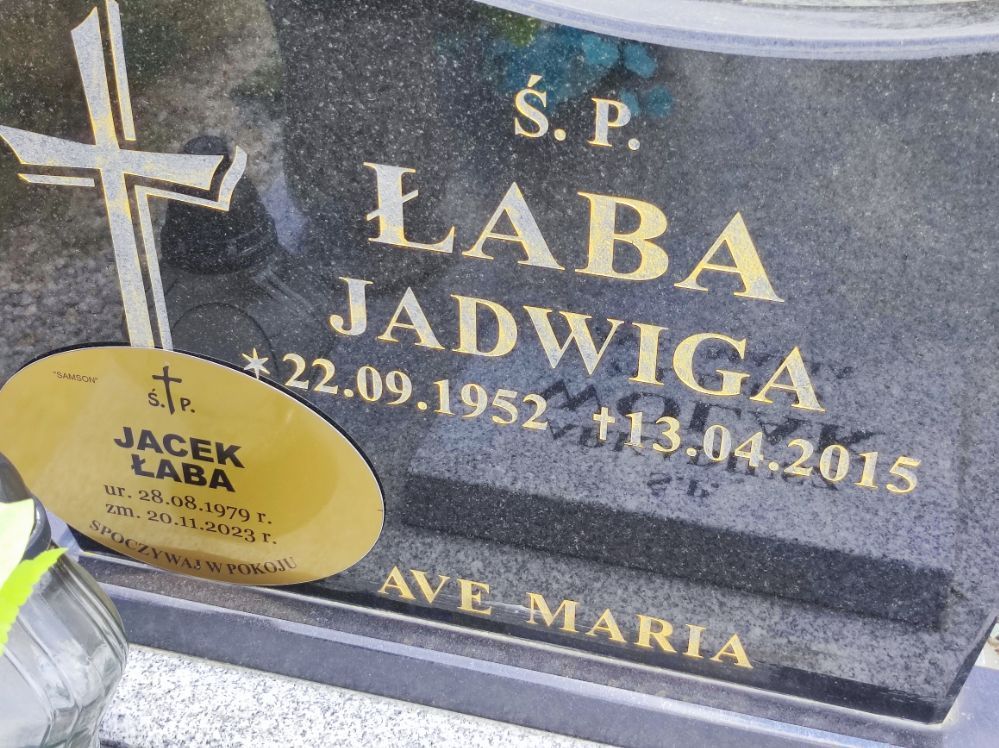 Ś. P.
ŁABA
JADWIGA
* 22.09.1952 †13.04.2015
AVE MARIA
"SAMSON"
Ś.†P.
JACEK
ŁABA
ur. 28.08.1979 r.
zm. 20.11.2023 r.
SPOCZYWAJ W POKOJU